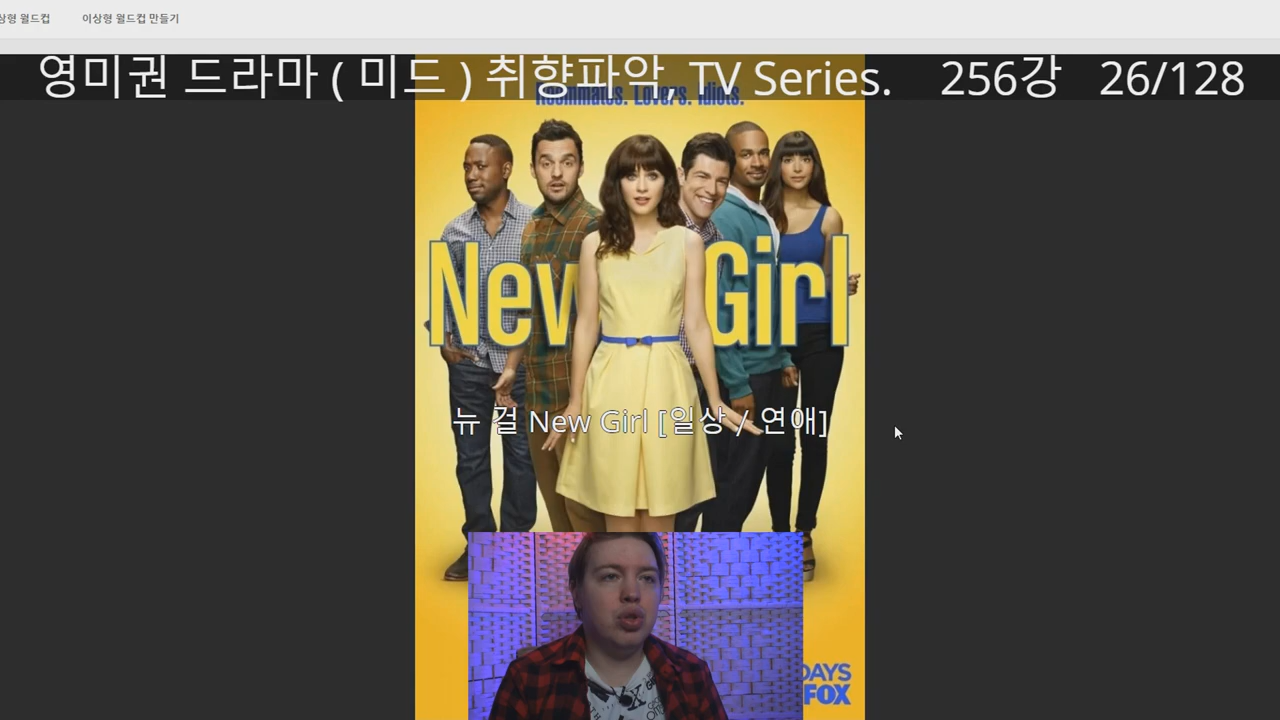 상형 월드컵 이상형 월드컵 만들기
영미권 드라마 ( 미드 ) 취향파악 TV Series. 256강 26/128
Roommates. Lovers. Idiots.
New Girl
뉴 걸 New Girl [일상 / 연애]
DAYS
FOX